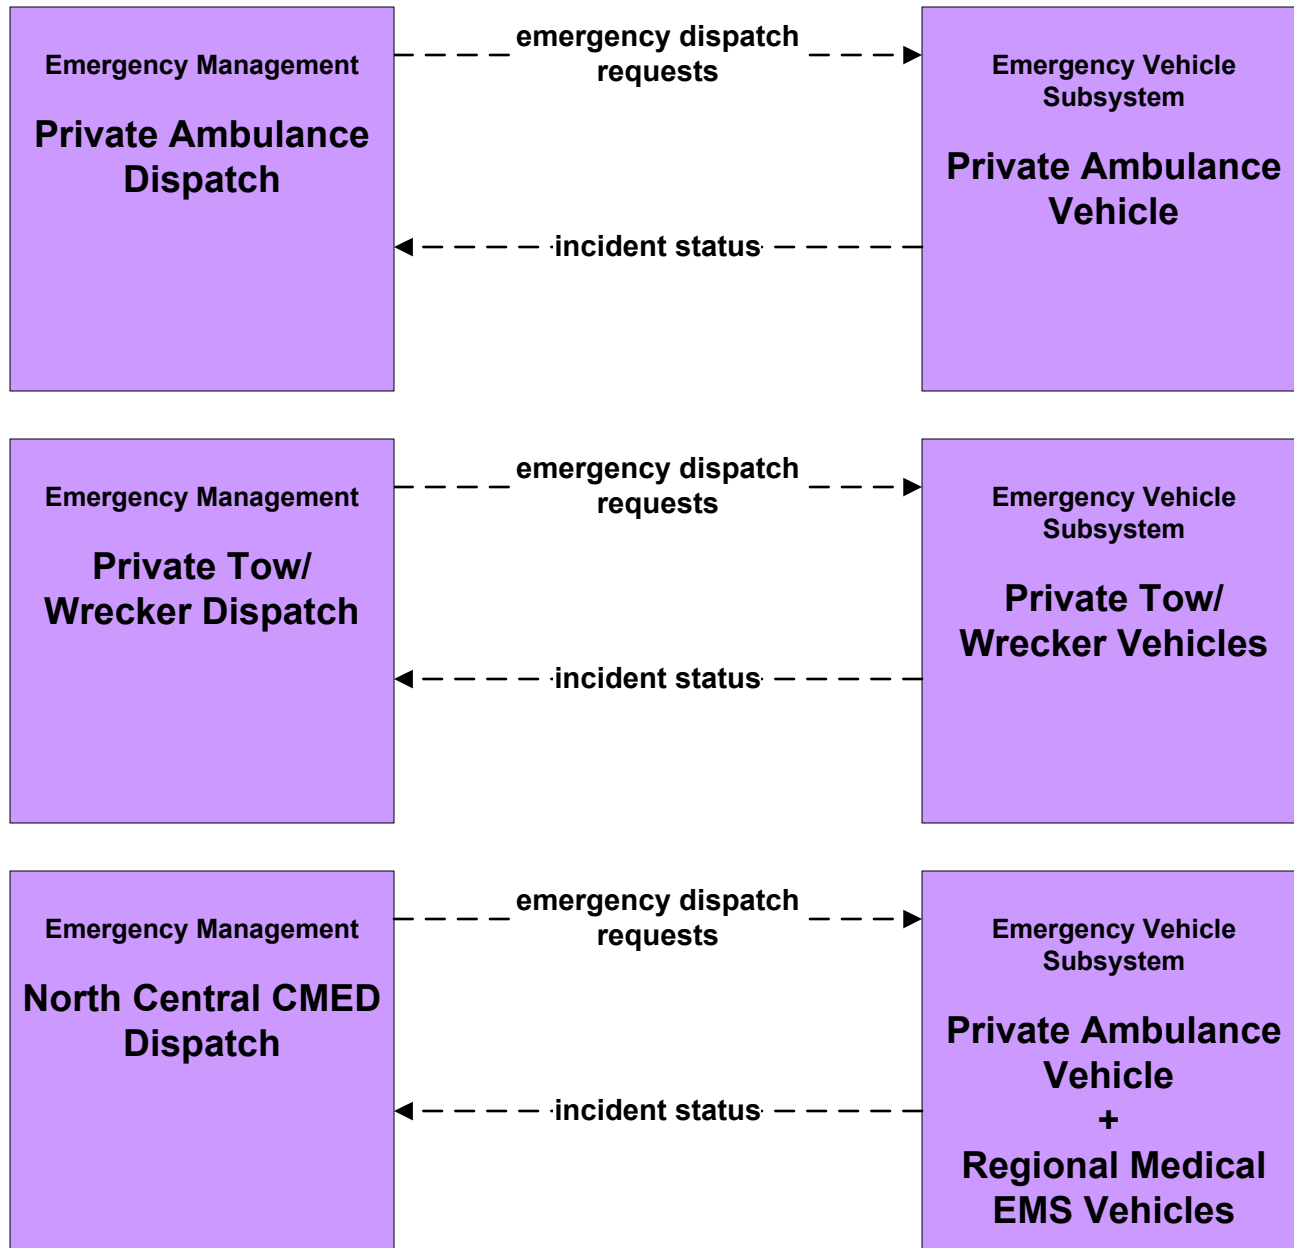 Emergency Management
Private Ambulance
Dispatch
emergency dispatch
requests
incident status
Emergency Vehicle
Subsystem
Private Ambulance
Vehicle
Emergency Management
Private Tow/
Wrecker Dispatch
emergency dispatch
requests
incident status
Emergency Vehicle
Subsystem
Private Tow/
Wrecker Vehicles
Emergency Management
North Central CMED
Dispatch
emergency dispatch
requests
incident status
Emergency Vehicle
Subsystem
Private Ambulance
Vehicle
+
Regional Medical
EMS Vehicles